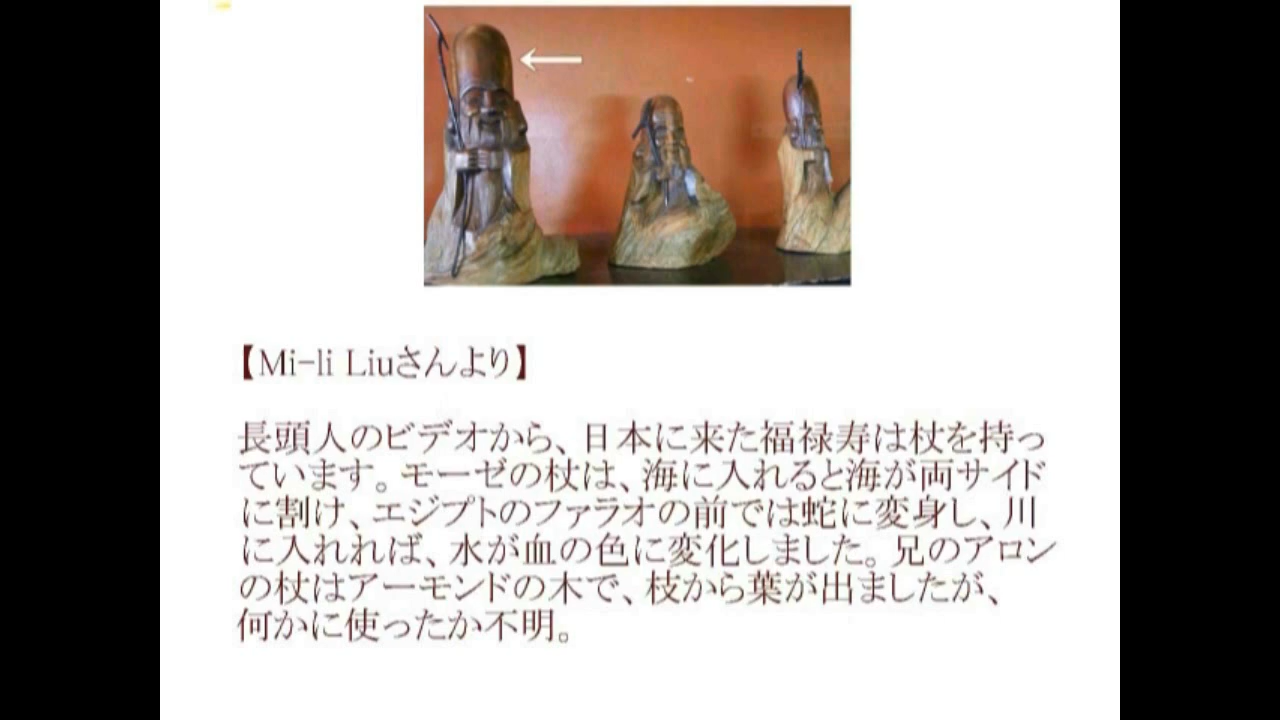 【Mi-li Liuさんより】
長頭人のビデオから、日本に来た福禄寿は杖を持っ
ています。モーゼの杖は、海に入れると海が両サイド
に割け、エジプトのファラオの前では蛇に変身し、川
に入れれば、水が血の色に変化しました。兄のアロン
の杖はアーモンドの木で、枝から葉が出ましたが、
何かに使ったか不明。